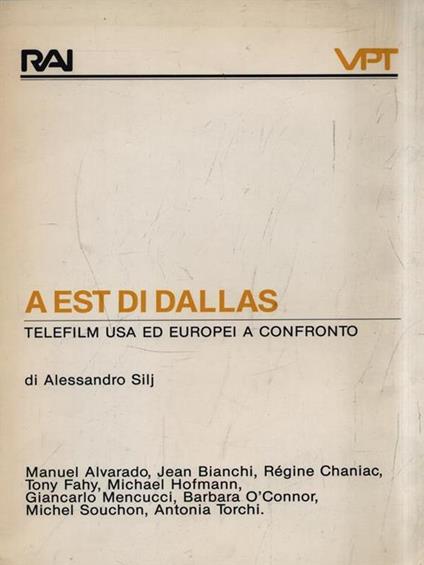 RAI VPT
A EST DI DALLAS
TELEFILM USA ED EUROPEI A CONFRONTO
di Alessandro Silj
Manuel Alvarado, Jean Bianchi, Régine Chaniac,
Tony Fahy, Michael Hofmann,
Giancarlo Mencucci, Barbara O'Connor,
Michel Souchon, Antonia Torchi.